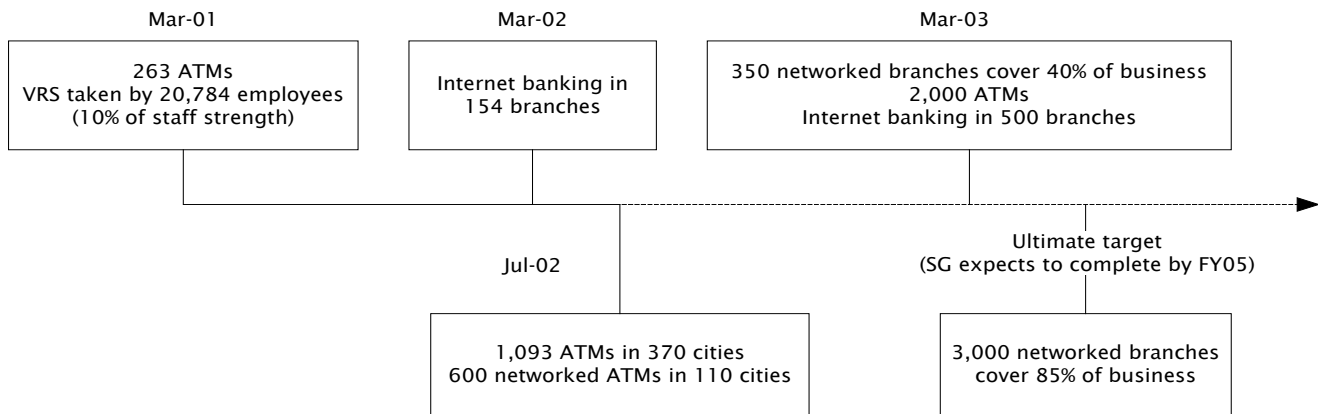 Mar-01
263 ATMs
VRS taken by 20,784 employees
(10% of staff strength)
Mar-02
Internet banking in
154 branches
Mar-03
350 networked branches cover 40% of business
2,000 ATMs
Internet banking in 500 branches
Jul-02
1,093 ATMs in 370 cities
600 networked ATMs in 110 cities
Ultimate target
(SG expects to complete by FY05)
3,000 networked branches
cover 85% of business